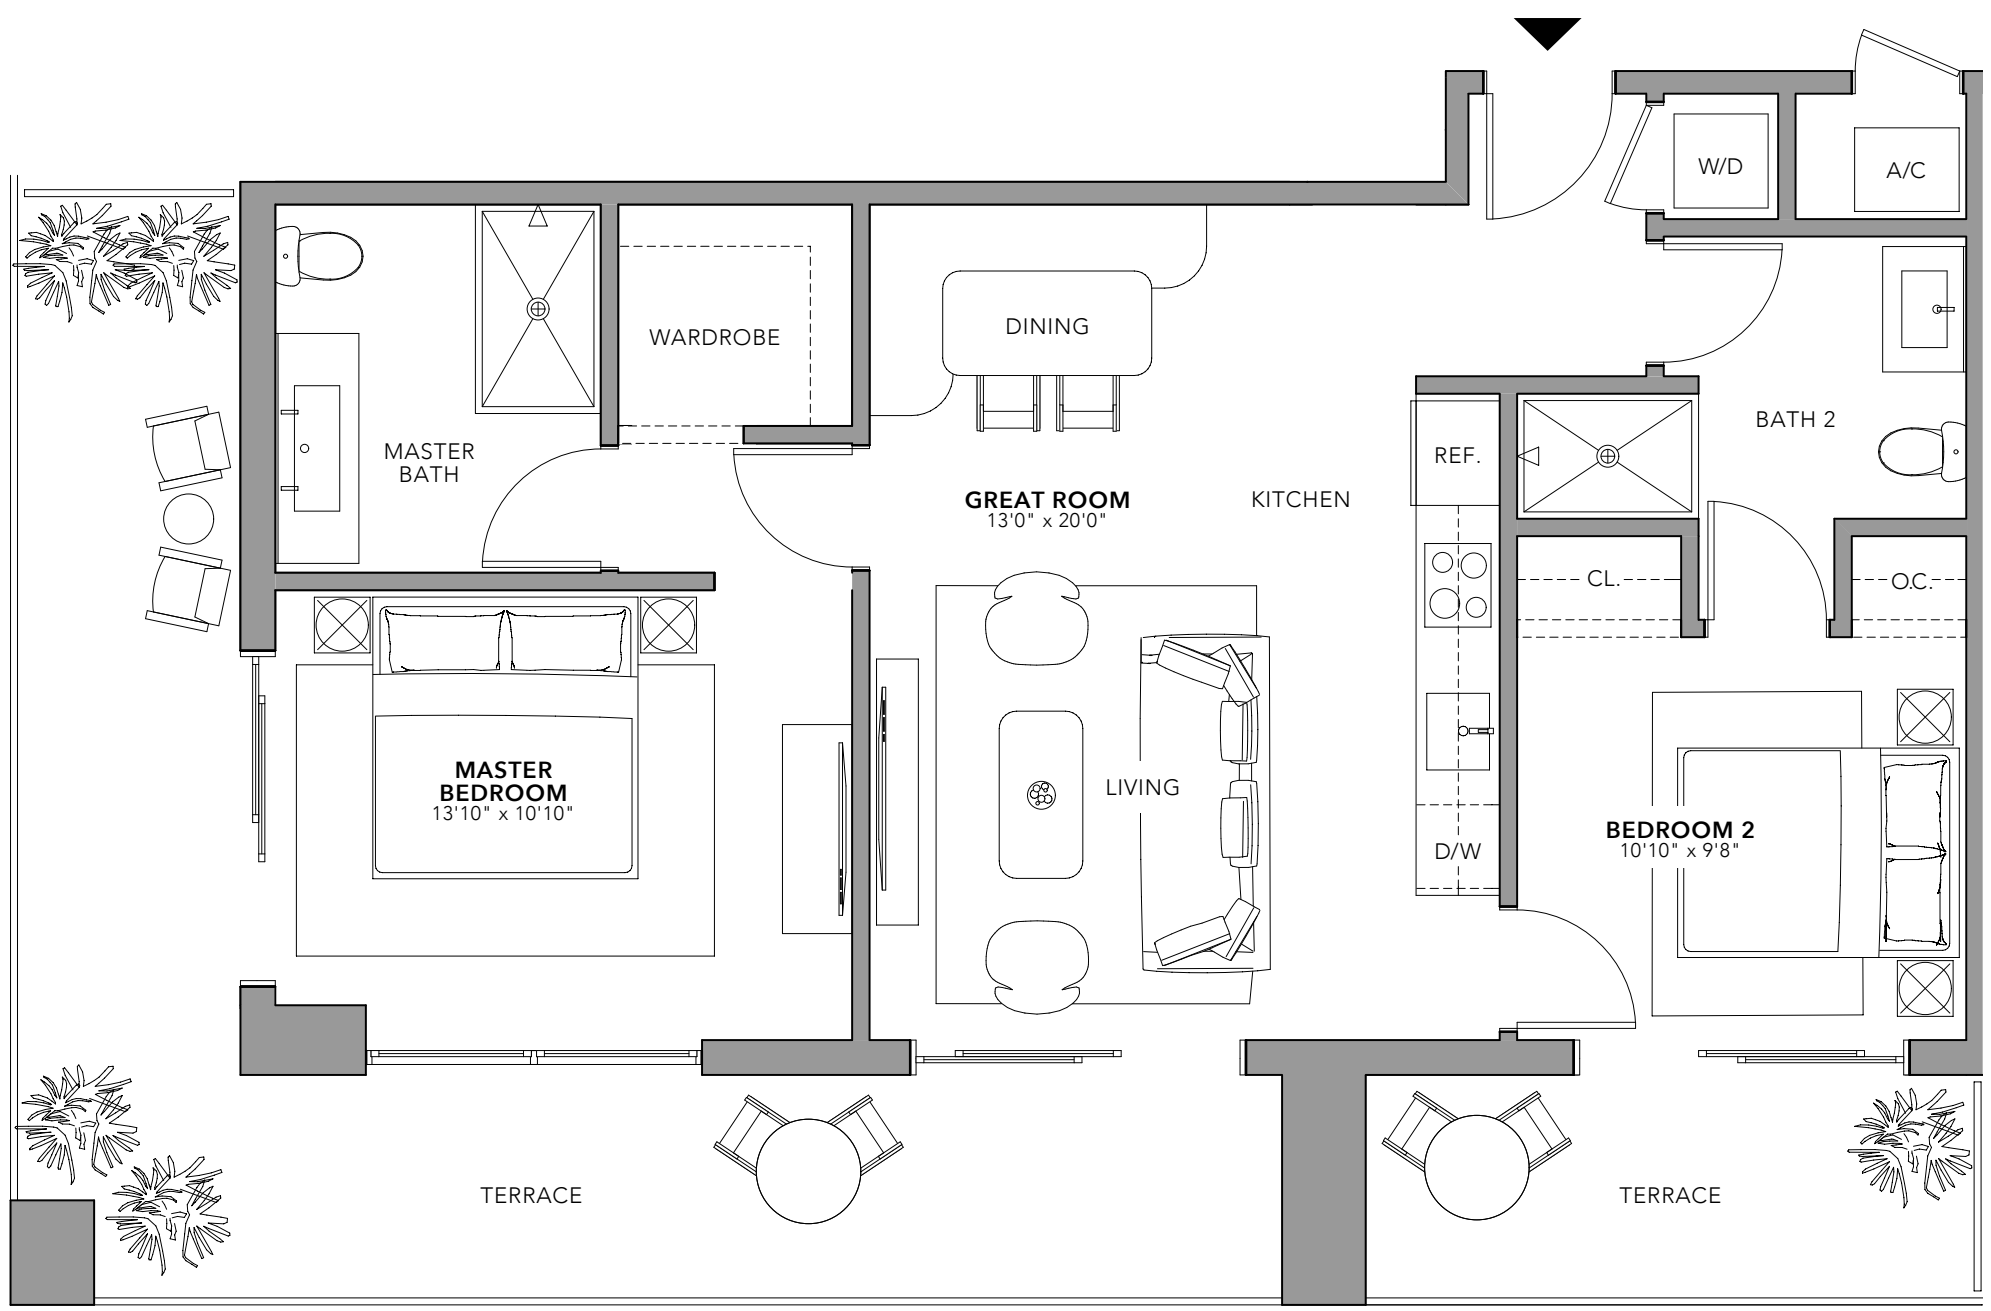 W/D
A/C
DINING
WARDROBE
BATH 2
MASTER
BATH
REF.
GREAT ROOM
13'0" x 20'0"
KITCHEN
CL.
O.C.
MASTER
BEDROOM
13'10" x 10'10"
LIVING
BEDROOM 2
10'10" x 9'8"
D/W
TERRACE
TERRACE